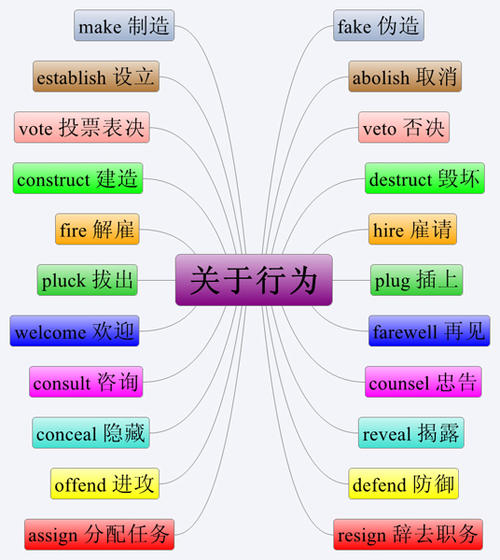 make 制造
fake 伪造
establish 设立
abolish 取消
vote 投票表决
veto 否决
construct 建造
destruct 毁坏
fire 解雇
hire 雇请
关于行为
pluck 拔出
plug 插上
welcome 欢迎
farewell 再见
consult 咨询
counsel 忠告
conceal 隐藏
reveal 揭露
offend 进攻
defend 防御
assign 分配任务
resign 辞去职务